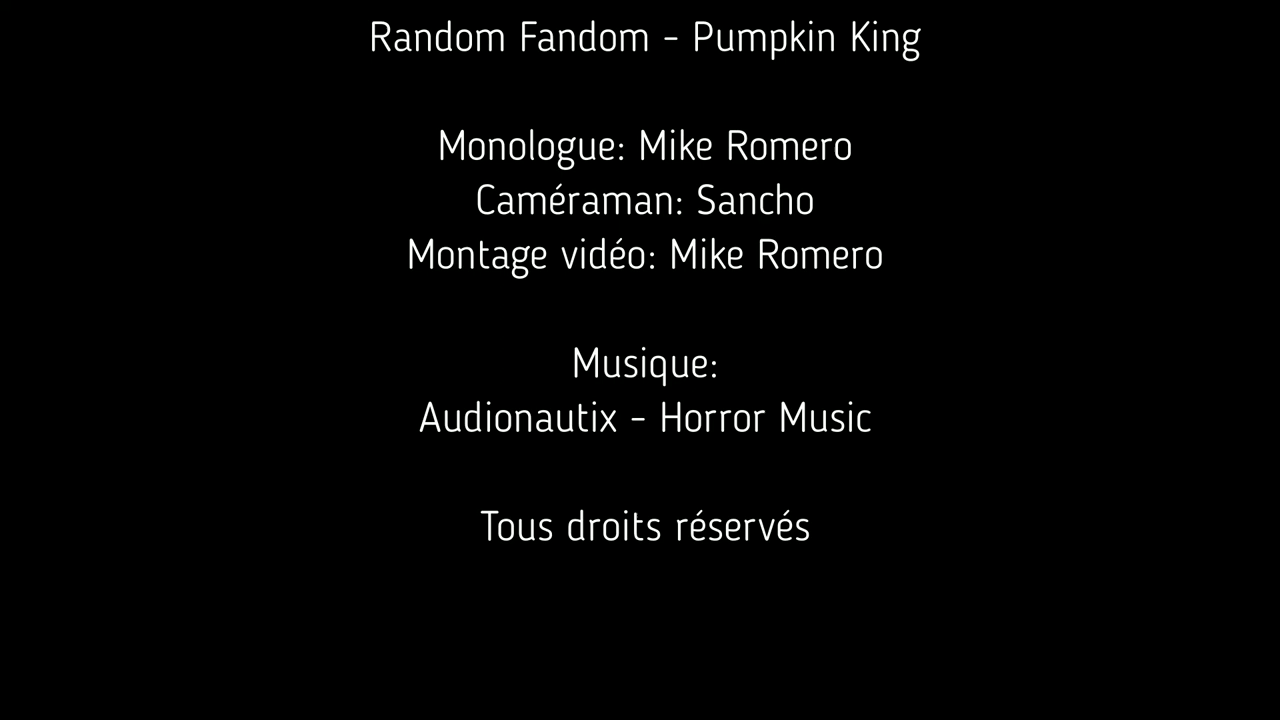 Random Fandom - Pumpkin King
Monologue: Mike Romero
Caméraman: Sancho
Montage vidéo: Mike Romero
Musique:
Audionautix - Horror Music
Tous droits réservés